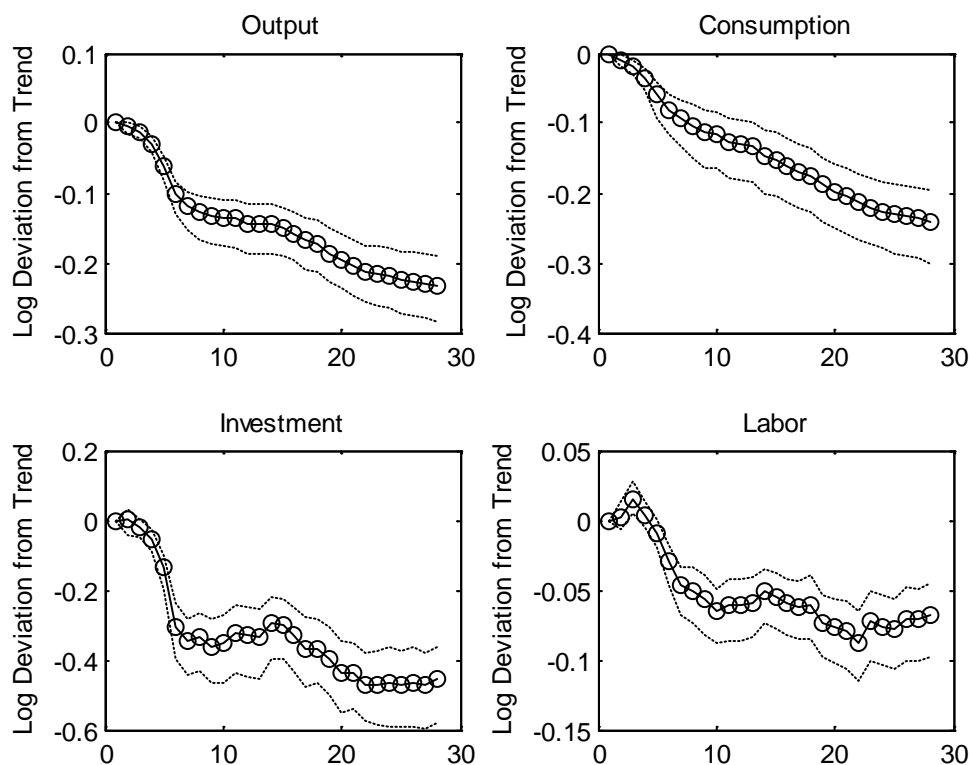 Output
Log Deviation from Trend
0.1
0
-0.1
-0.2
-0.3
0 10 20 30
Consumption
Log Deviation from Trend
0
-0.1
-0.2
-0.3
-0.4
0 10 20 30
Investment
Log Deviation from Trend
0.2
0
-0.2
-0.4
-0.6
0 10 20 30
Labor
Log Deviation from Trend
0.05
0
-0.05
-0.1
-0.15
0 10 20 30